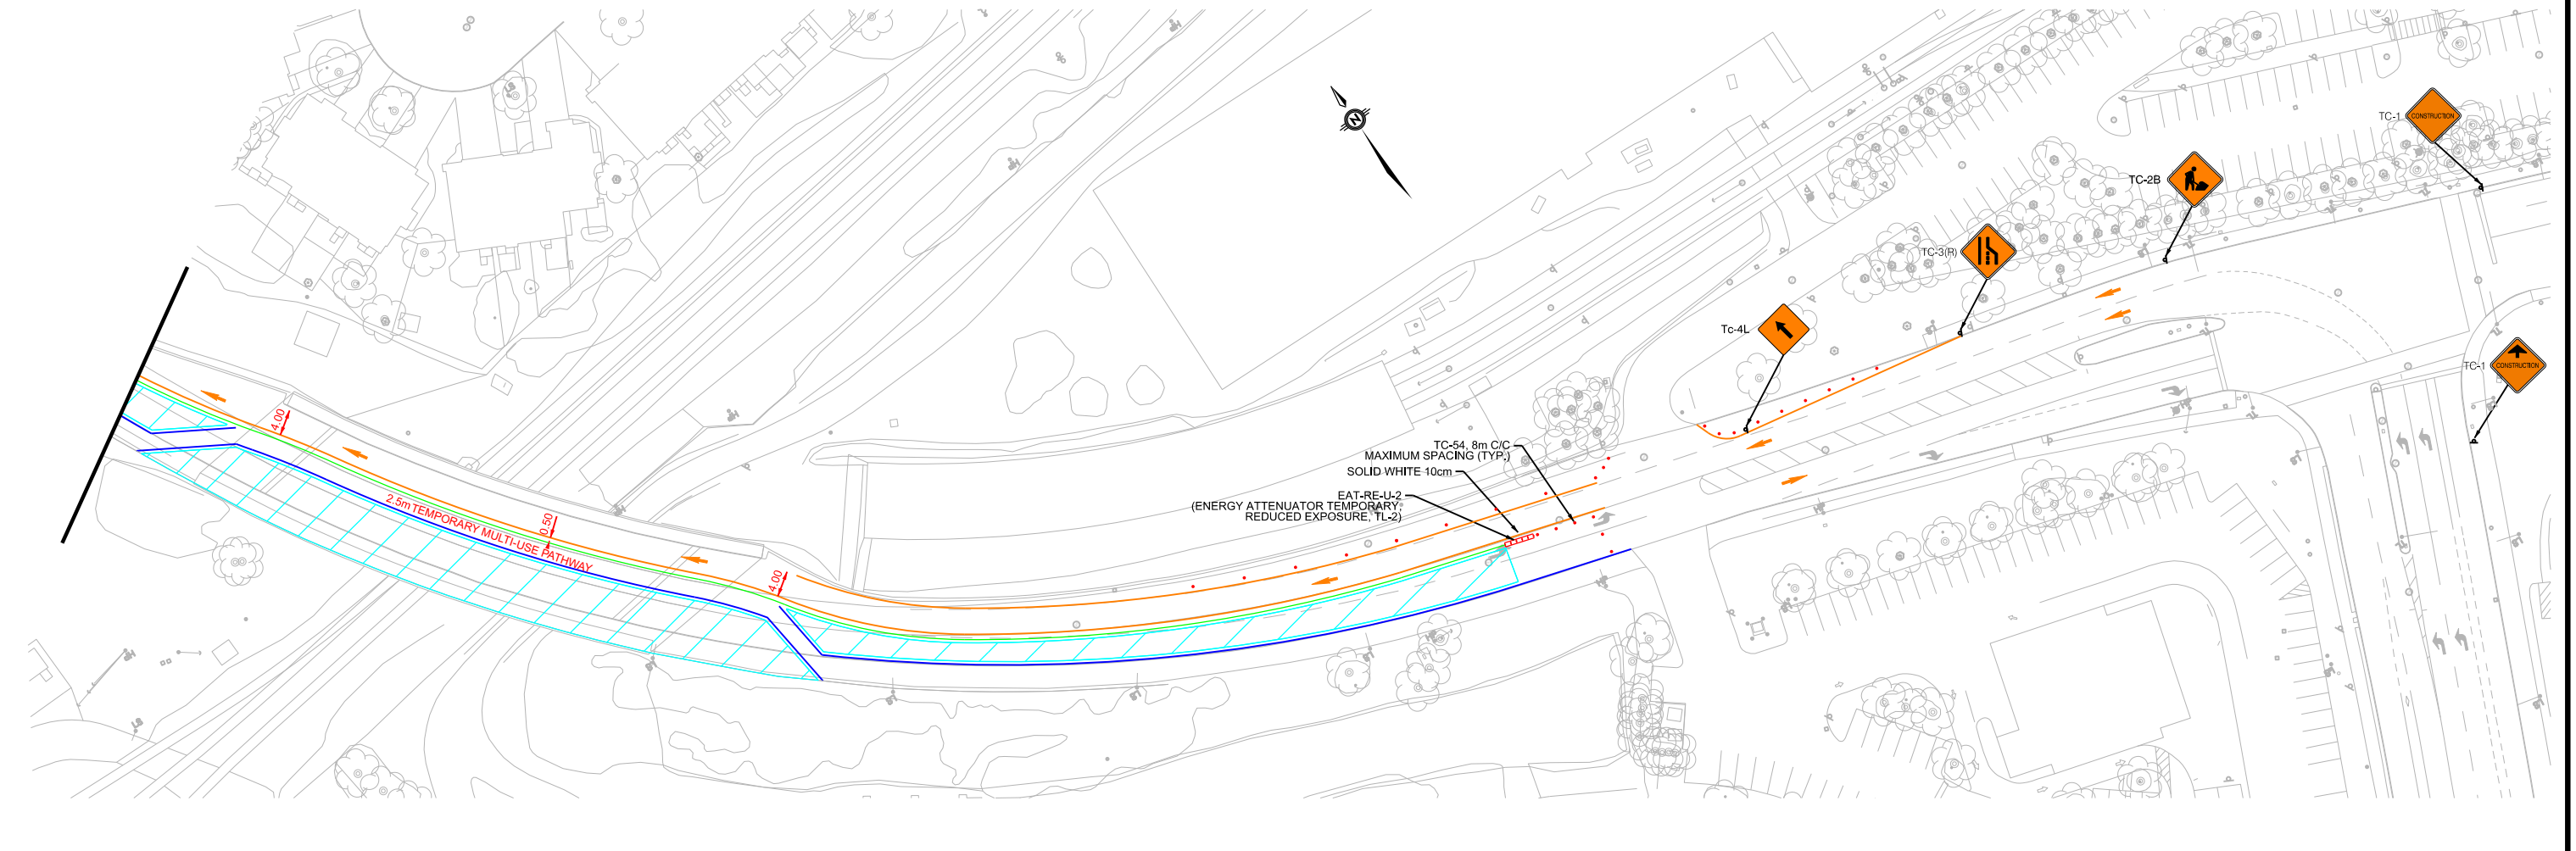 TC-1
CONSTRUCTION
TC-2B
TC-3(R)
Tc-4L
TC-1
CONSTRUCTION
N
TC-54, 8m C/C
MAXIMUM SPACING (TYP.)
SOLID WHITE 10cm
EAT-RE-U-2
(ENERGY ATTENUATOR TEMPORARY,
REDUCED EXPOSURE, TL-2)
4.00
2.5m TEMPORARY MULTI-USE PATHWAY
0.50
4.00